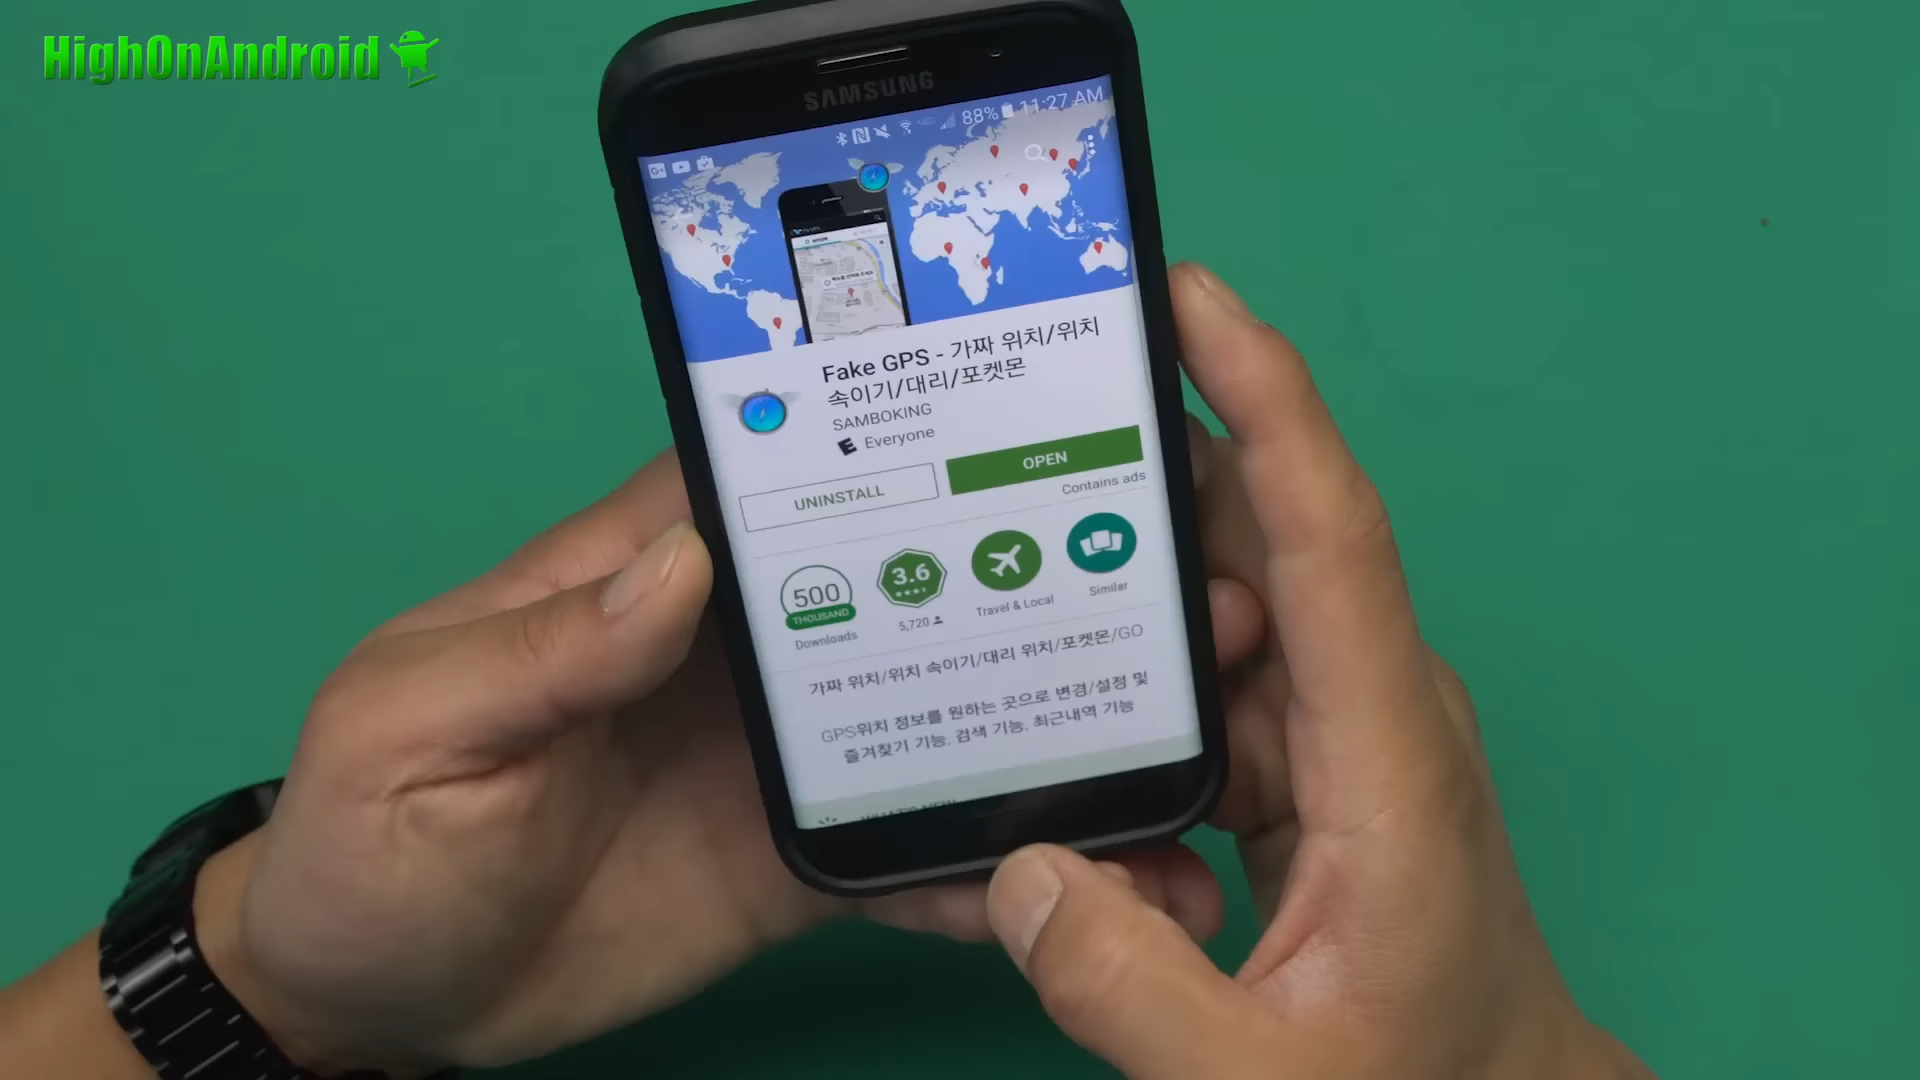 HighOnAndroid
SAMSUNG
88% 11:27 AM
Fake GPS - 가짜 위치/위치
속이기/대리/포켓몬
SAMBOKING
Everyone
UNINSTALL
OPEN
Contains ads
500
THOUSAND
Downloads
3.6
5,720
Travel & Local
Similar
가짜 위치/위치 속이기/대리 위치/포켓몬/GO
GPS위치 정보를 원하는 곳으로 변경/설정 및
즐겨찾기 기능, 검색 기능, 최근내역 기능
WHAT'S NEW